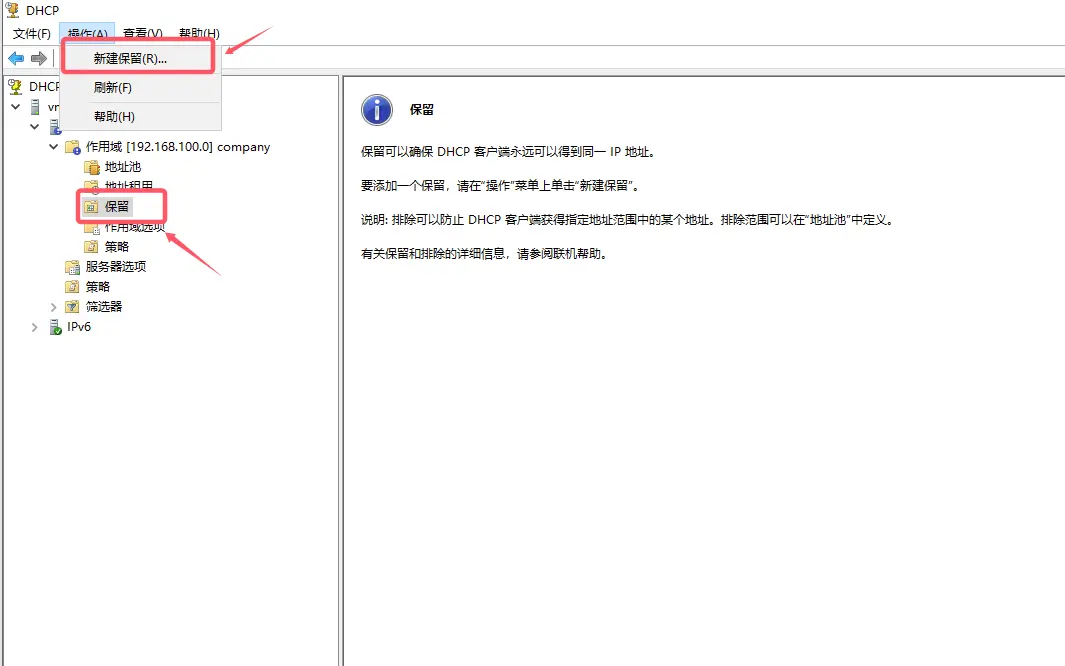 DHCP
文件(F) 操作(A) 查看(V) 帮助(H)
新建保留(R)...
刷新(F)
帮助(H)
DHCP
作用域 [192.168.100.0] company
地址池
地址租用
保留
作用域选项
策略
服务器选项
策略
筛选器
IPv6
保留
保留可以确保 DHCP 客户端永远可以得到同一 IP 地址。
要添加一个保留，请在“操作”菜单上单击“新建保留”。
说明: 排除可以防止 DHCP 客户端获得指定地址范围中的某个地址。排除范围可以在“地址池”中定义。
有关保留和排除的详细信息，请参阅联机帮助。